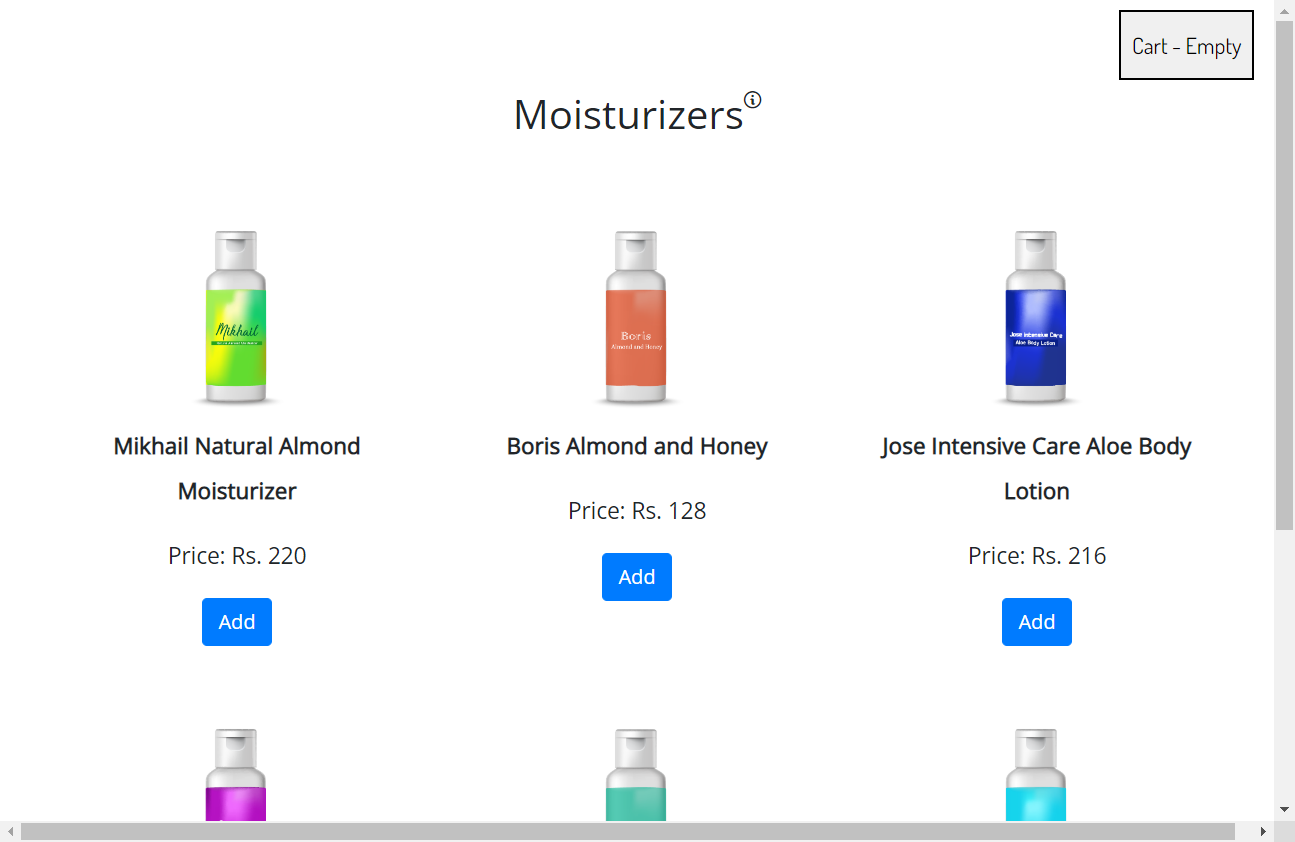 Cart - Empty
Moisturizers
Mikhail
Boris
Almond and Honey
Jose Intensive Care
Aloe Body Lotion
Mikhail Natural Almond
Moisturizer
Boris Almond and Honey
Jose Intensive Care Aloe Body
Lotion
Price: Rs. 220
Price: Rs. 128
Price: Rs. 216
Add
Add
Add